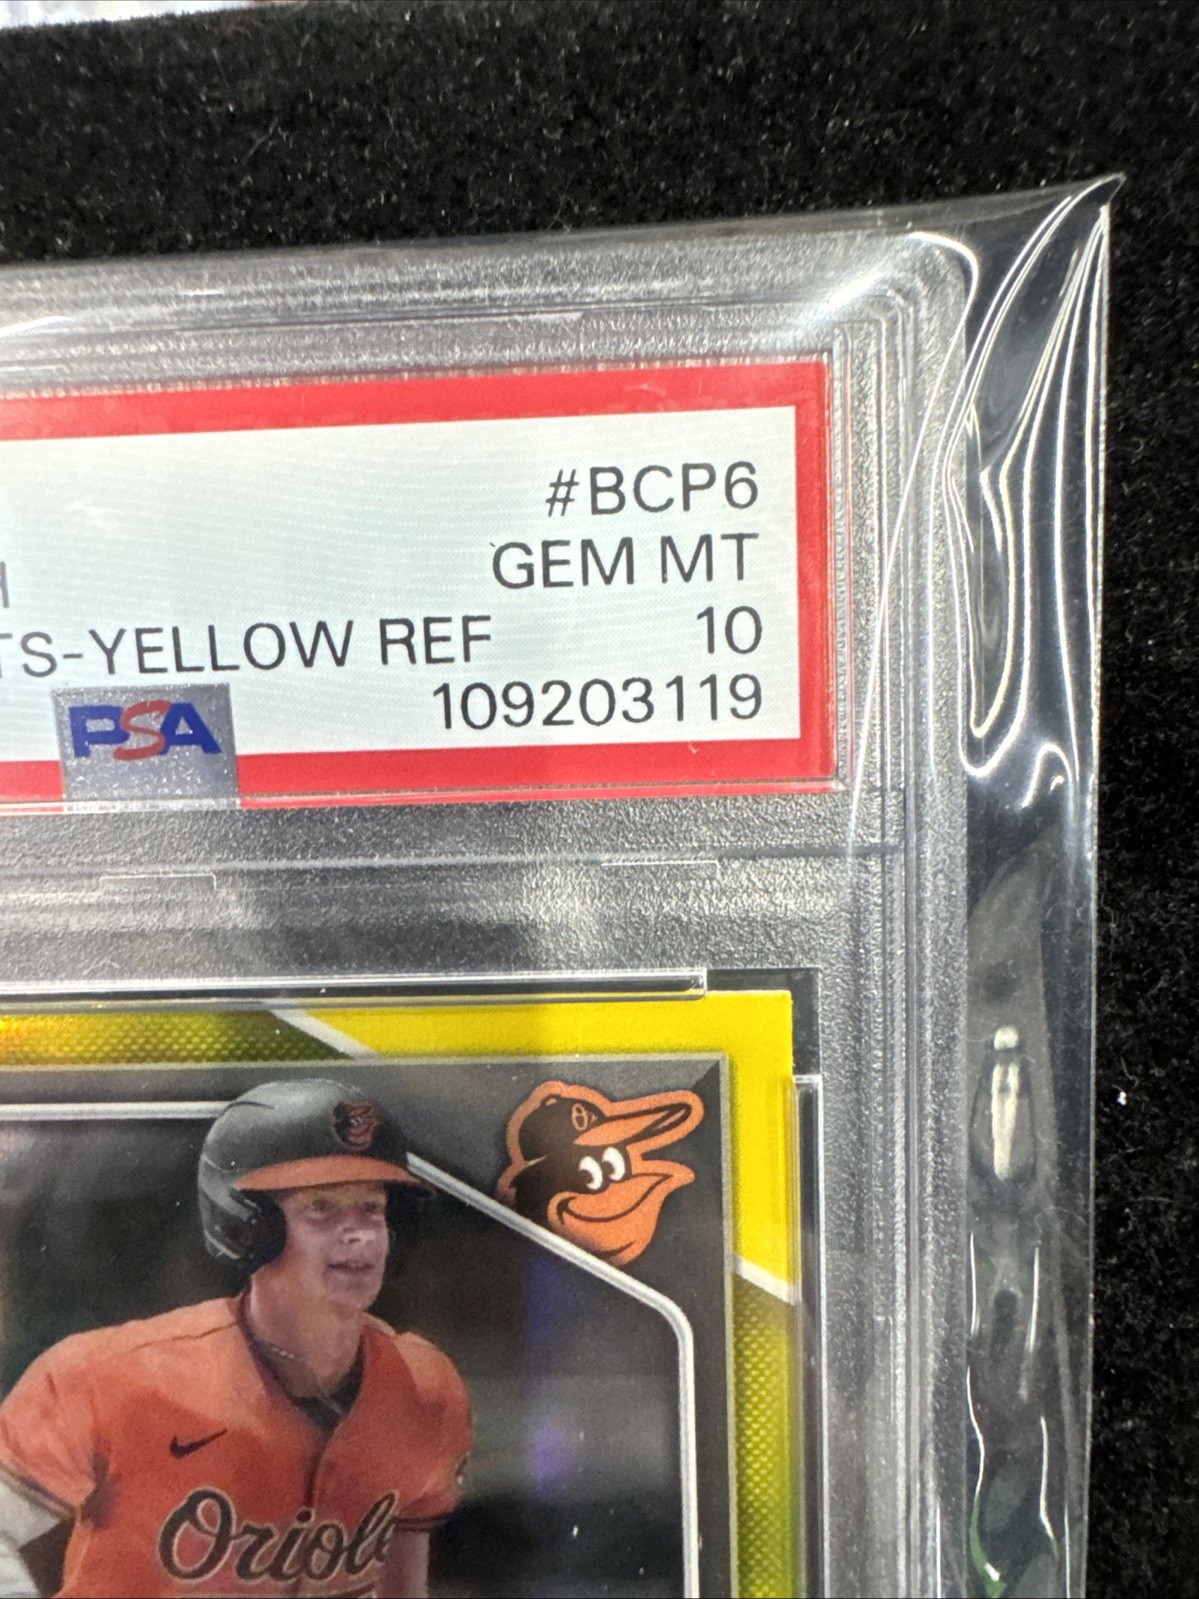 #BCP6
GEM MT
TS-YELLOW REF 10
PSA 109203119
Oriole